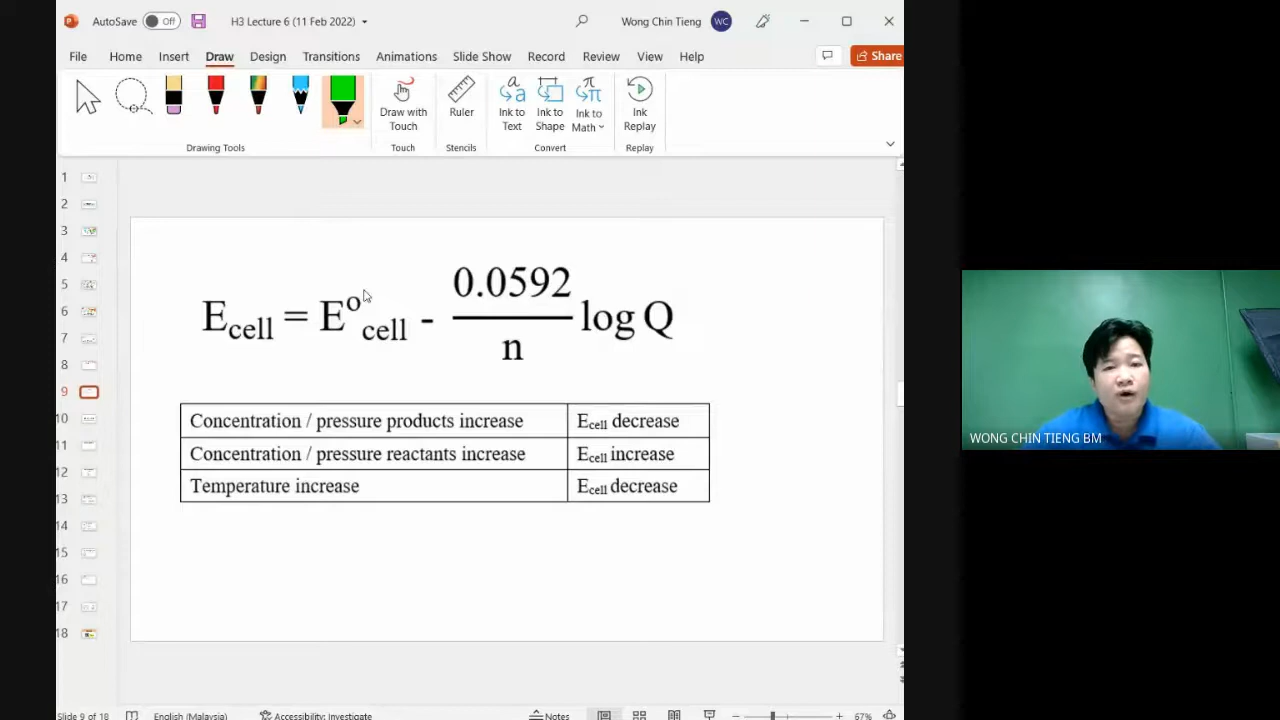 AutoSave Off H3 Lecture 6 (11 Feb 2022) Wong Chin Tieng WC
File Home Insert Draw Design Transitions Animations Slide Show Record Review View Help Share
Draw with Touch
Ruler
Ink to Text
Ink to Shape
Ink to Math
Ink Replay
Drawing Tools Touch Stencils Convert Replay
1
2
3
4
5
6
7
8
9
10
11
12
13
14
15
16
17
18
E_cell = E°_cell - 0.0592/n log Q
Concentration / pressure products increase E_cell decrease
Concentration / pressure reactants increase E_cell increase
Temperature increase E_cell decrease
WONG CHIN TIENG BM
Slide 9 of 18 English (Malaysia) Accessibility: Investigate Notes 67%